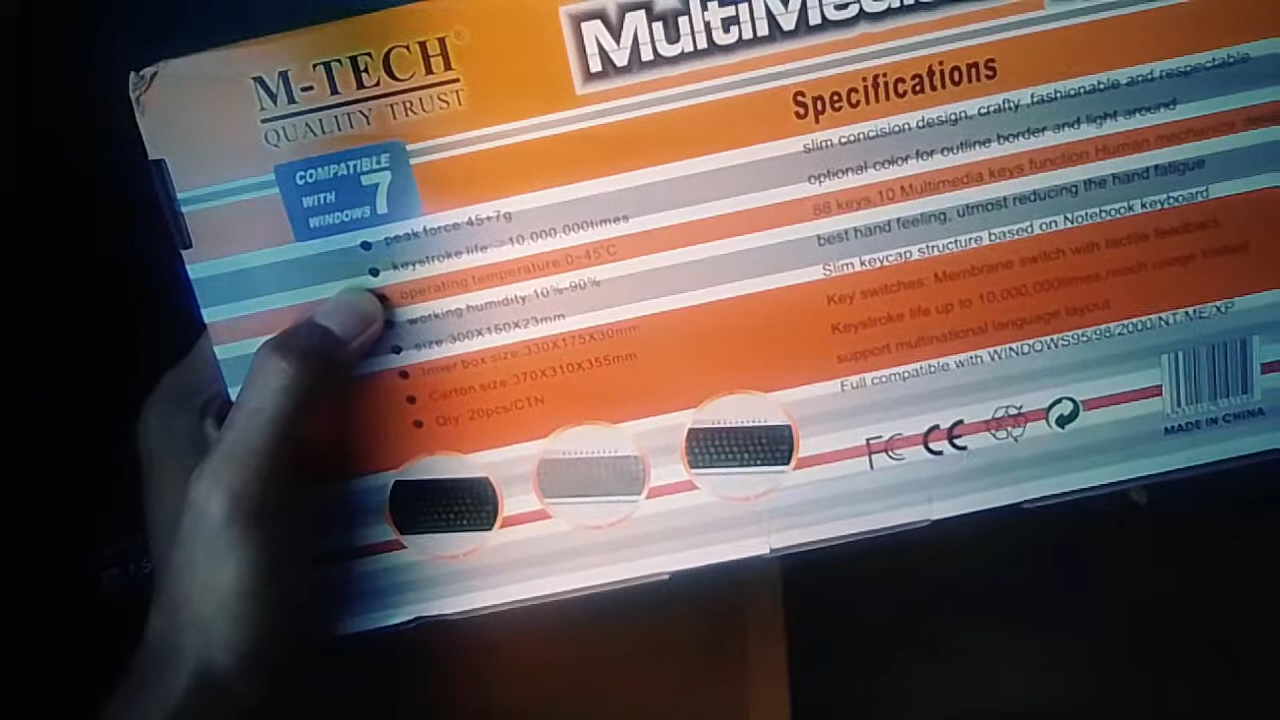 M-TECH®
QUALITY TRUST
COMPATIBLE
WITH
WINDOWS 7
peak force:45+7g
keystroke life:≥10,000,000times
operating temperature:0~45°C
working humidity:10%-90%
size:300X150X23mm
Inner box size:330X175X30mm
Carton size:370X310X355mm
Qty: 20pcs/CTN
Specifications
slim concision design, crafty ,fashionable and respectable
optional color for outline border and light around
88 keys,10 Multimedia keys function Human mechanics
best hand feeling, utmost reducing the hand fatigue
Slim keycap structure based on Notebook keyboard
Key switches: Membrane switch with tactile feedback
Keystroke life up to 10,000,000times,reach usage
support multinational language layout
Full compatible with WINDOWS95/98/2000/NT/ME/XP
FC CE
MADE IN CHINA